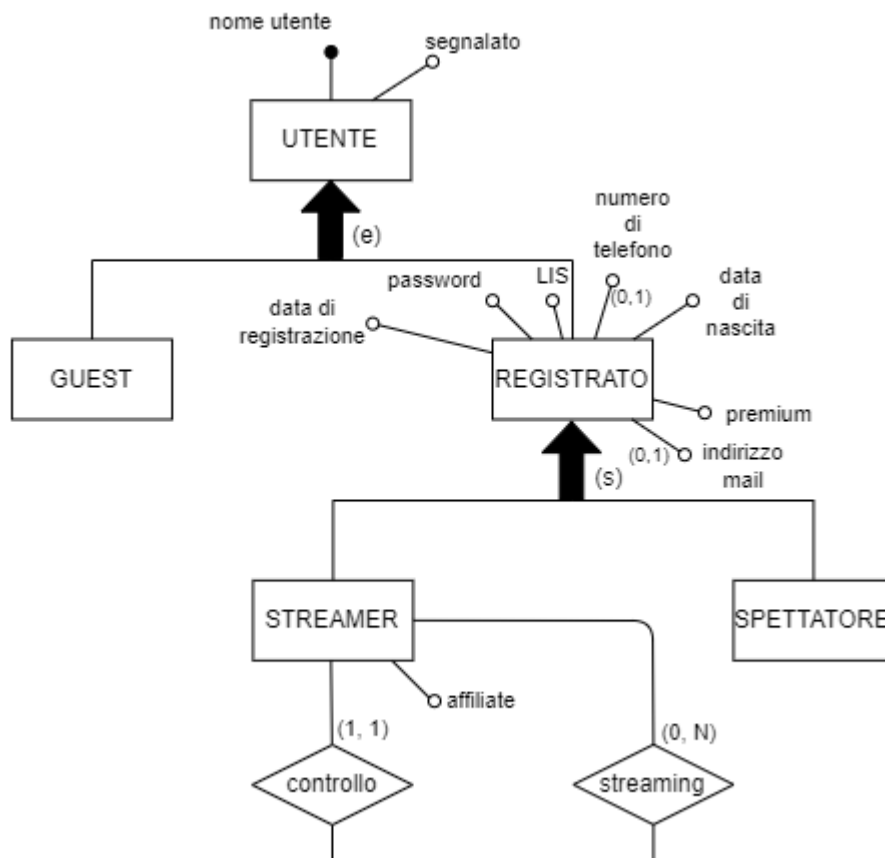 nome utente
segnalato
UTENTE
(e)
numero
di
telefono
(0,1)
password
LIS
data
di
nascita
data di
registrazione
GUEST
REGISTRATO
premium
(0,1)
indirizzo
mail
(s)
STREAMER
SPETTATORE
affiliate
(1, 1)
(0, N)
controllo
streaming